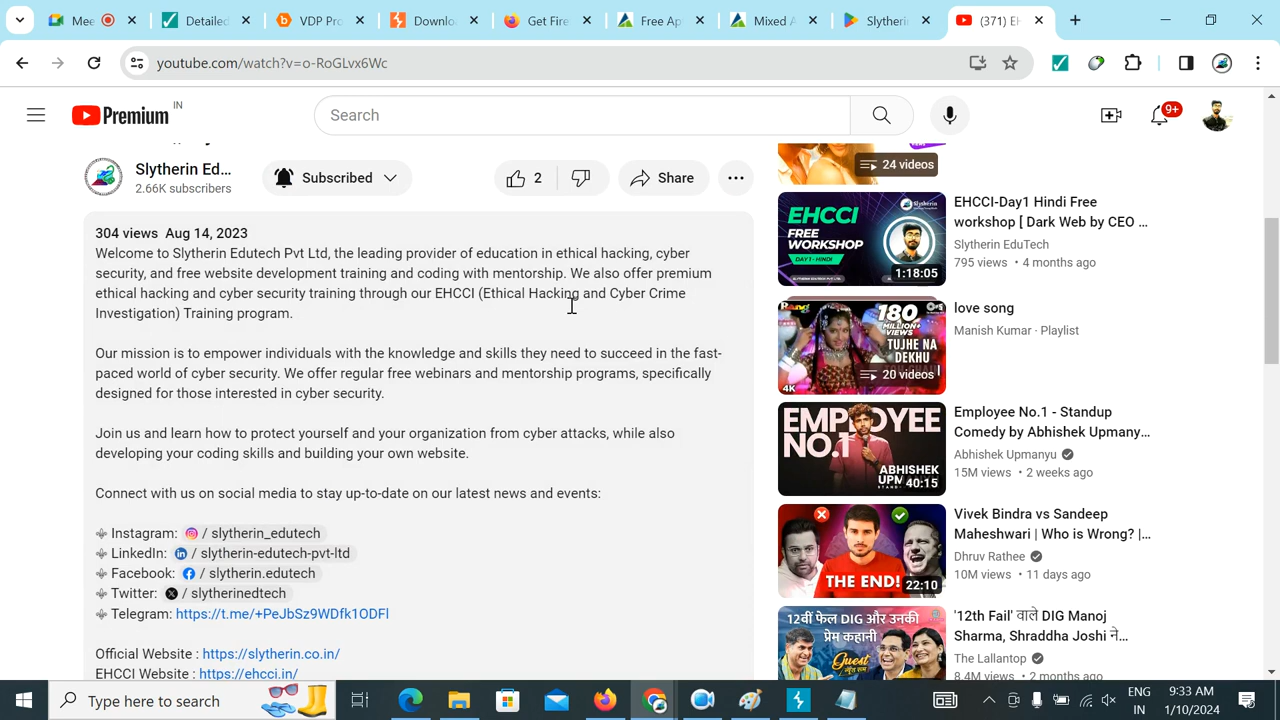 Mee
Detailed
VDP Pro
Downlo
Get Fire
Free Ap
Mixed A
Slytheri
(371) EH
youtube.com/watch?v=o-RoGLvx6Wc
Premium IN
Search
9+
Slytherin Ed...
2.66K subscribers
Subscribed
2
Share
304 views Aug 14, 2023
Welcome to Slytherin Edutech Pvt Ltd, the leading provider of education in ethical hacking, cyber
security, and free website development training and coding with mentorship. We also offer premium
ethical hacking and cyber security training through our EHCCI (Ethical Hacking and Cyber Crime
Investigation) Training program.
Our mission is to empower individuals with the knowledge and skills they need to succeed in the fast-
paced world of cyber security. We offer regular free webinars and mentorship programs, specifically
designed for those interested in cyber security.
Join us and learn how to protect yourself and your organization from cyber attacks, while also
developing your coding skills and building your own website.
Connect with us on social media to stay up-to-date on our latest news and events:
Instagram: / slytherin_edutech
LinkedIn: / slytherin-edutech-pvt-ltd
Facebook: / slytherin.edutech
Twitter: / slytherinedtech
Telegram: https://t.me/+PeJbSz9WDfk1ODFl
Official Website : https://slytherin.co.in/
EHCCI Website : https://ehcci.in/
24 videos
EHCCI
FREE
WORKSHOP
DAY 1- HINDI
1:18:05
EHCCI-Day1 Hindi Free
workshop [ Dark Web by CEO ...
Slytherin EduTech
795 views • 4 months ago
180
MILLION+
VIEWS
TUJHE NA
DEKHU
4K
20 videos
love song
Manish Kumar · Playlist
EMPLOYEE
NO.1
ABHISHEK
UPM
40:15
Employee No.1 - Standup
Comedy by Abhishek Upmany...
Abhishek Upmanyu
15M views • 2 weeks ago
THE END!
22:10
Vivek Bindra vs Sandeep
Maheshwari | Who is Wrong? |...
Dhruv Rathee
10M views • 11 days ago
12वीं फेल DIG और उनकी
प्रेम कहानी
Guest
'12th Fail' वाले DIG Manoj
Sharma, Shraddha Joshi ने...
The Lallantop
8.4M views • 2 months ago
Type here to search
ENG
IN
9:33 AM
1/10/2024